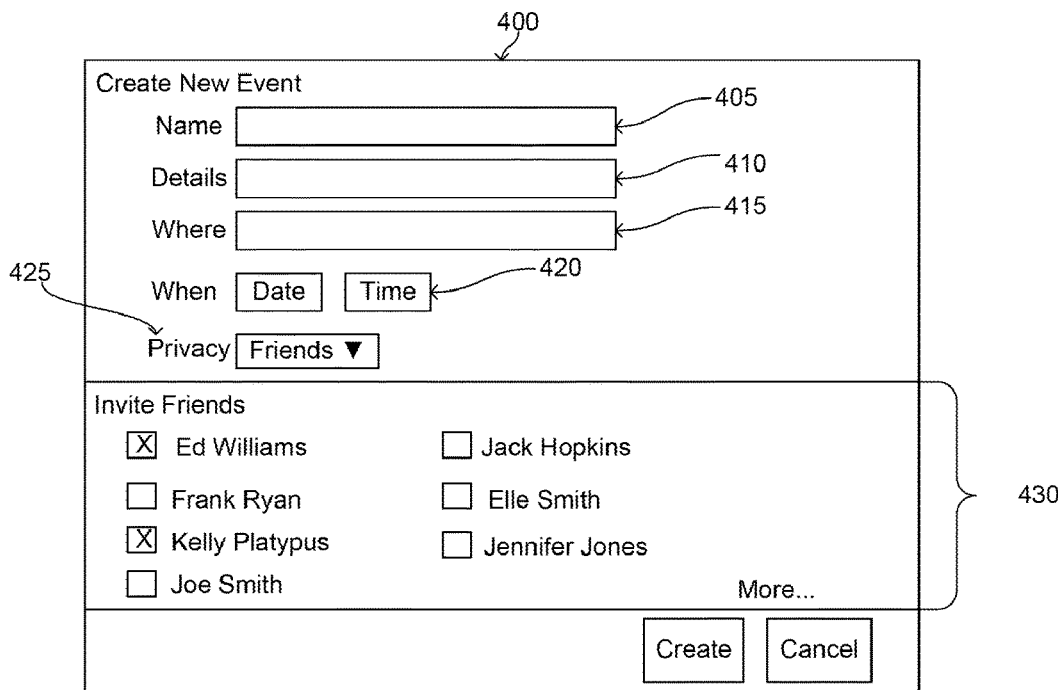 400
Create New Event
Name
405
Details
410
Where
415
425
When Date Time
420
Privacy Friends ▼
Invite Friends
X Ed Williams
Jack Hopkins
Frank Ryan
Elle Smith
430
X Kelly Platypus
Jennifer Jones
Joe Smith
More...
Create Cancel